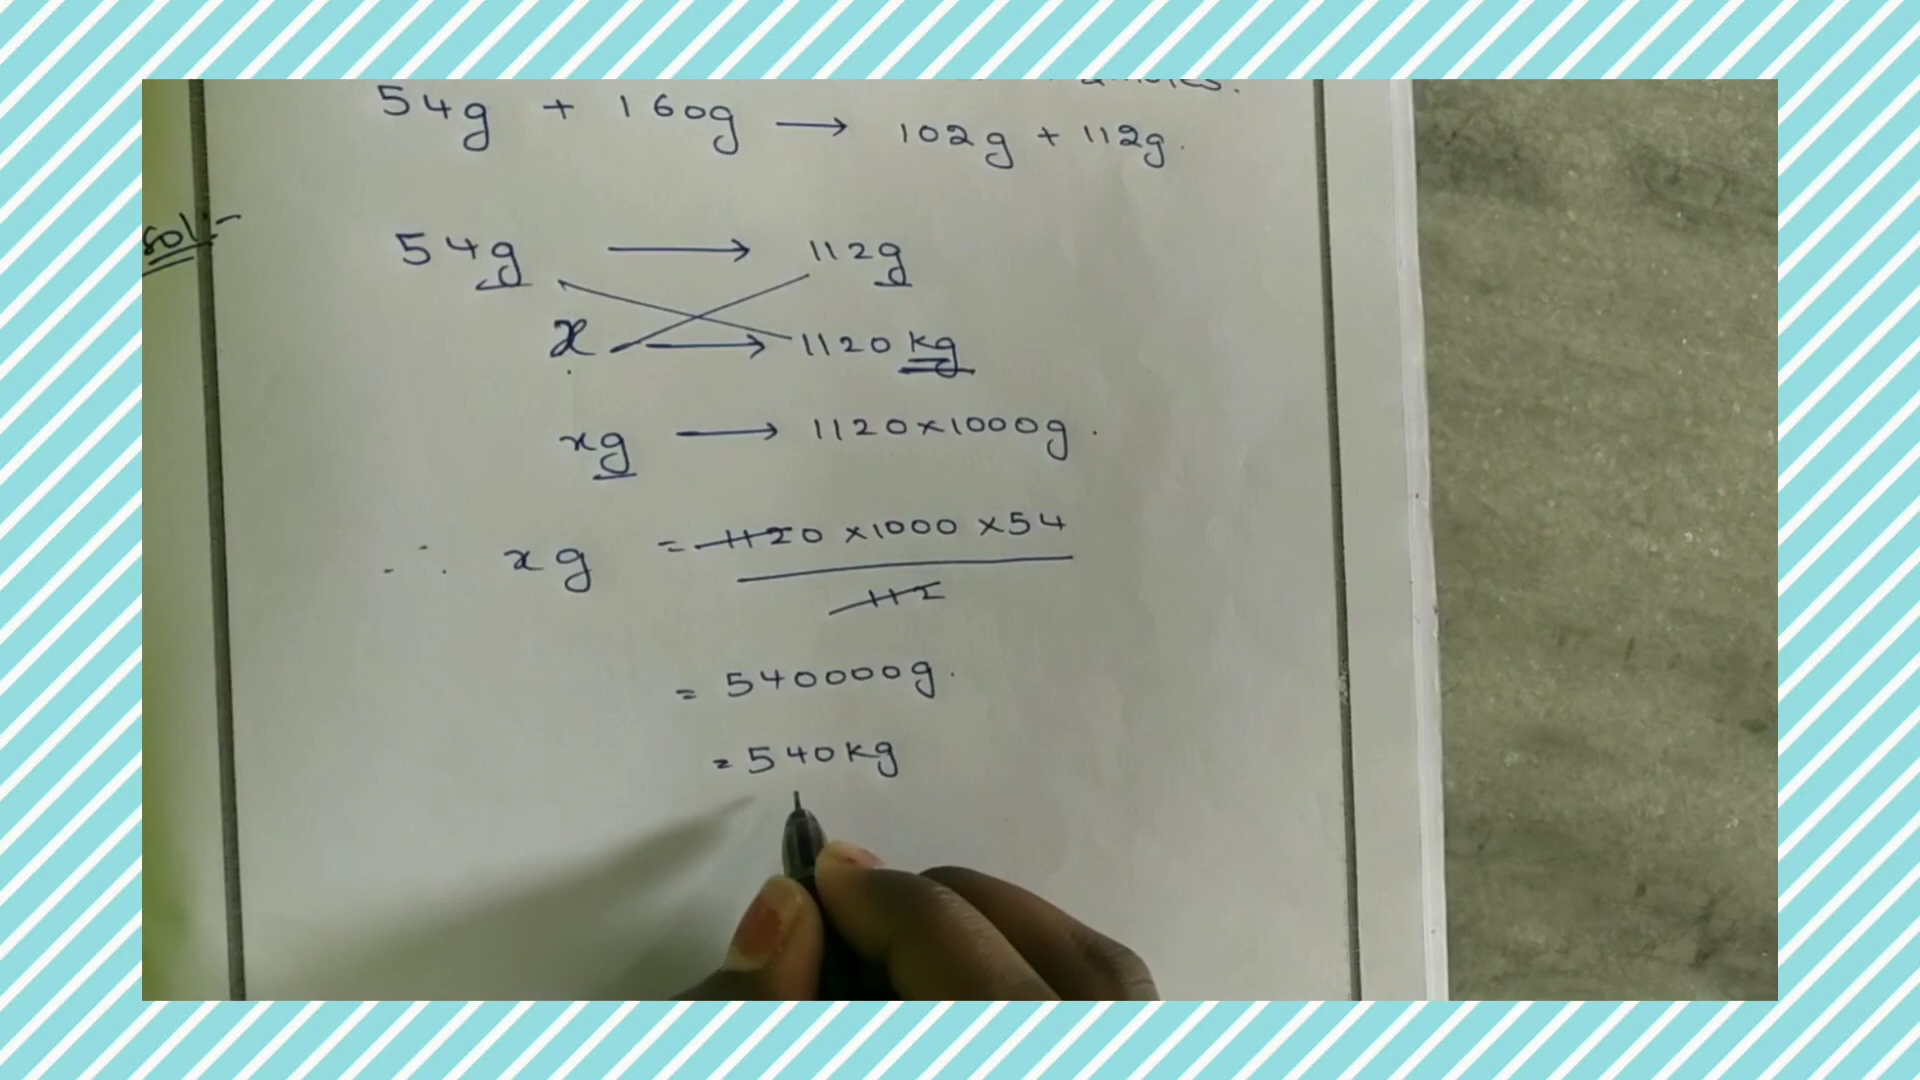 54g + 160g → 102g + 112g.
sol:-
54g → 112g
x → 1120 kg
xg → 1120×1000g.
∴ xg = 1120 ×1000 ×54
112
= 540000g.
= 540kg